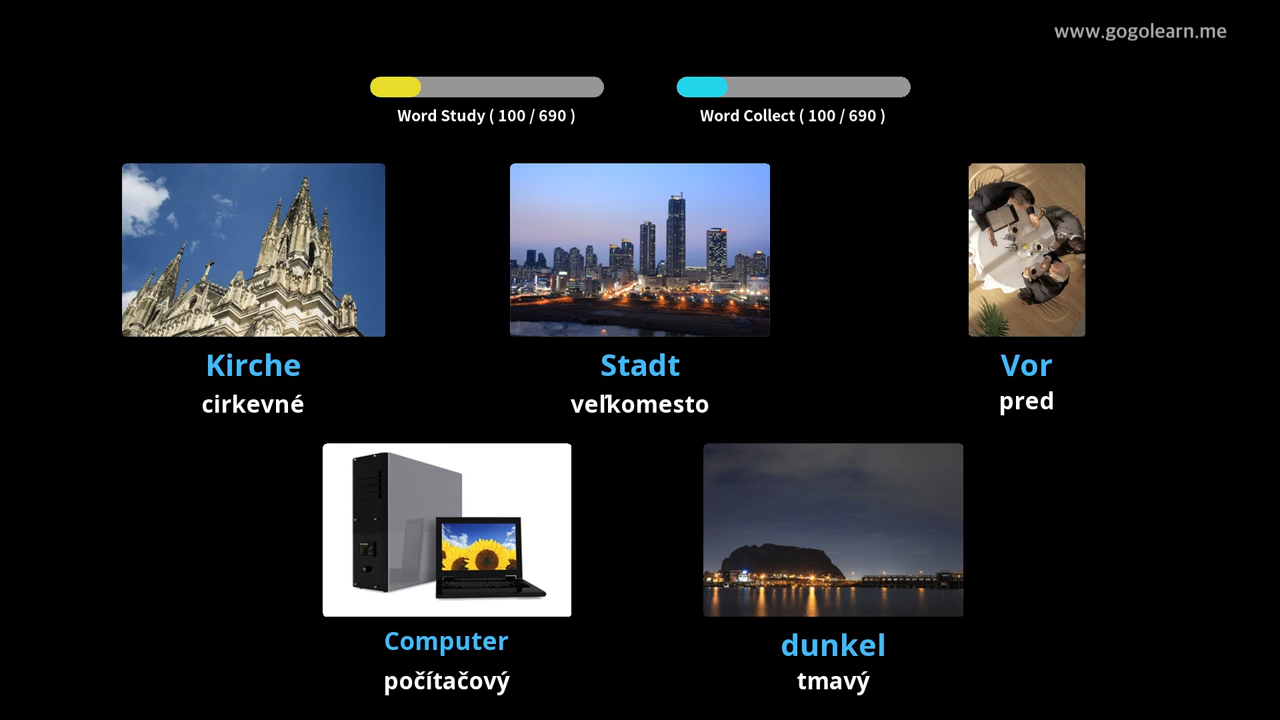 www.gogolearn.me
Word Study ( 100 / 690 )
Word Collect ( 100 / 690 )
Kirche
cirkevné
Stadt
veľkomesto
Vor
pred
Computer
počítačový
dunkel
tmavý